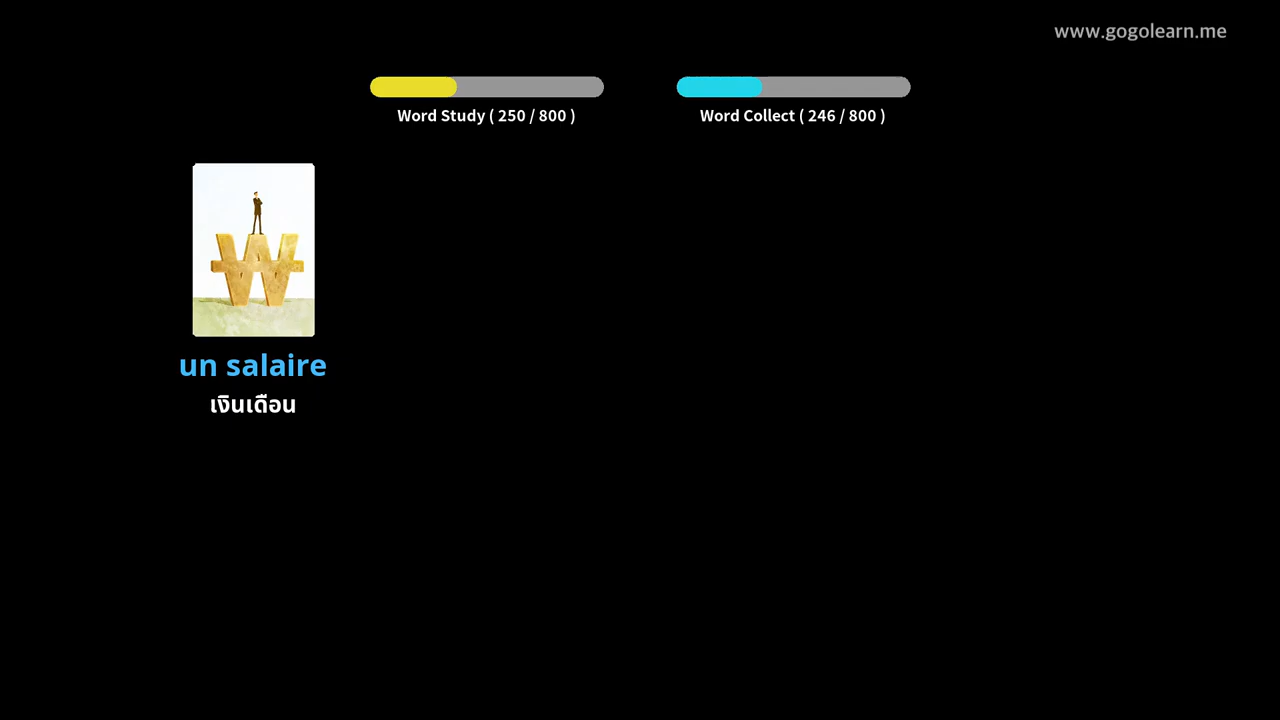 www.gogolearn.me
Word Study ( 250 / 800 )
Word Collect ( 246 / 800 )
un salaire
เงินเดือน